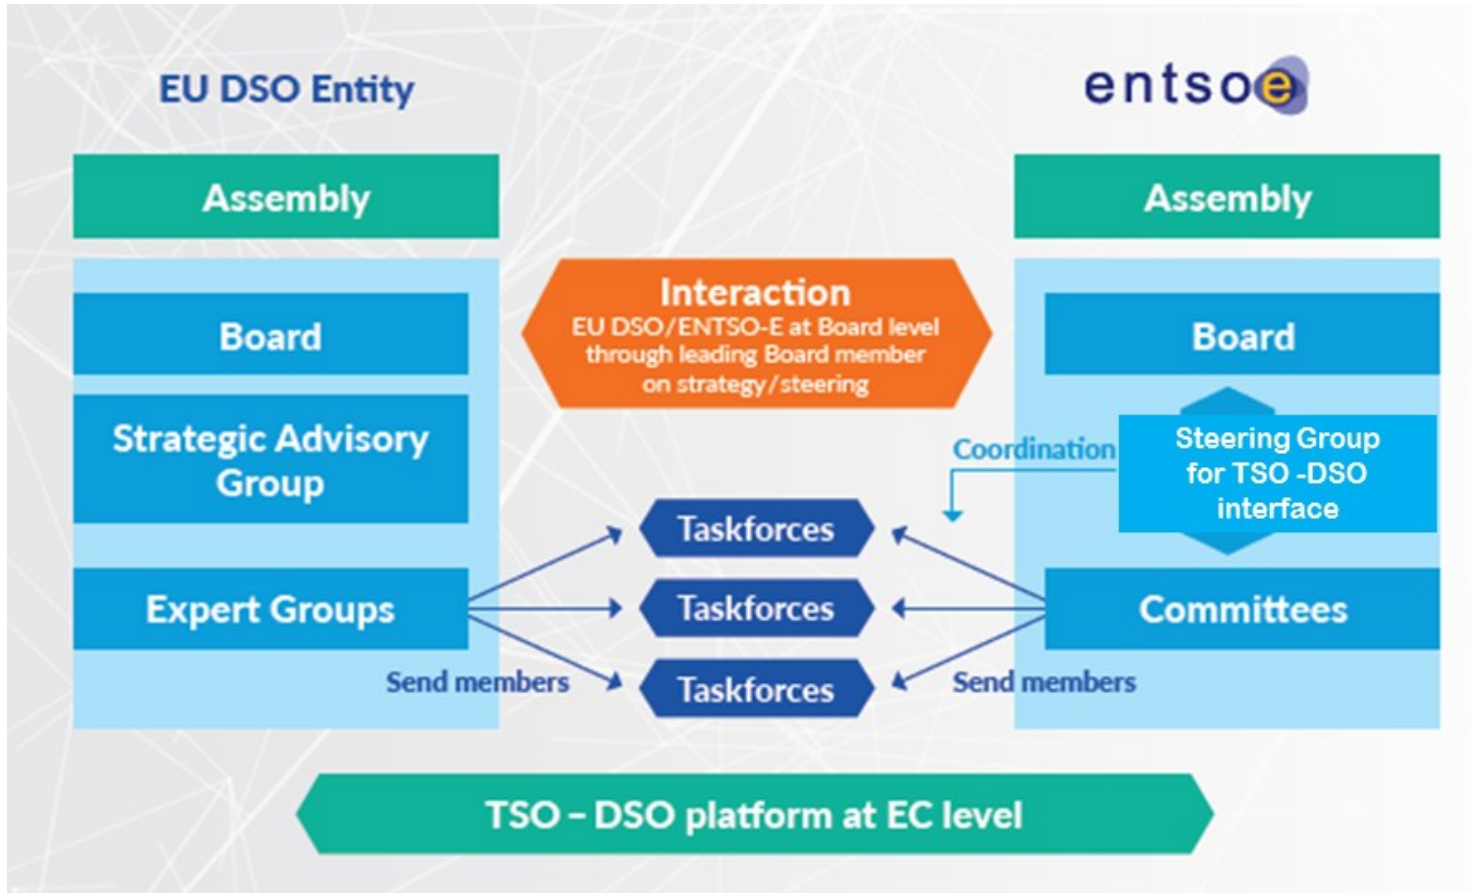 EU DSO Entity
entsoe
Assembly
Assembly
Interaction
EU DSO/ENTSO-E at Board level
through leading Board member
on strategy/steering
Board
Board
Strategic Advisory
Group
Coordination
Steering Group
for TSO -DSO
interface
Taskforces
Expert Groups
Taskforces
Committees
Send members
Taskforces
Send members
TSO – DSO platform at EC level